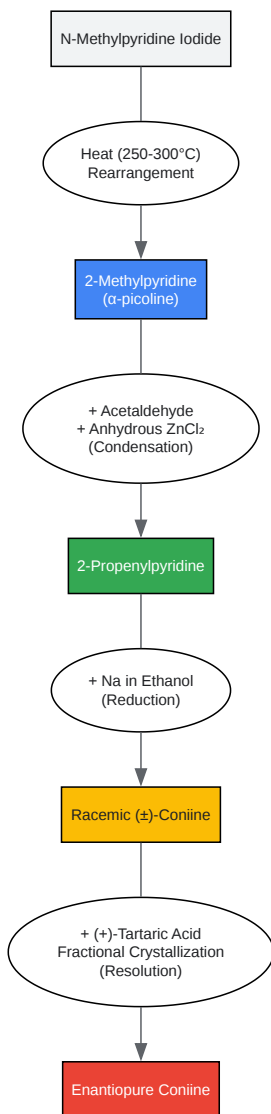 N-Methylpyridine Iodide
Heat (250-300°C)
Rearrangement
2-Methylpyridine
(α-picoline)
+ Acetaldehyde
+ Anhydrous ZnCl₂
(Condensation)
2-Propenylpyridine
+ Na in Ethanol
(Reduction)
Racemic (±)-Coniine
+ (+)-Tartaric Acid
Fractional Crystallization
(Resolution)
Enantiopure Coniine